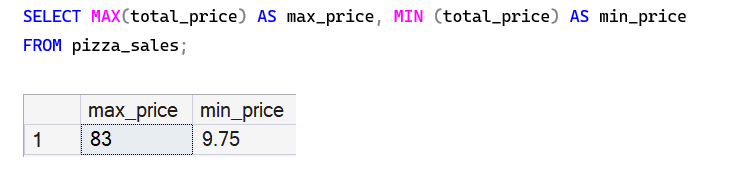 SELECT MAX(total_price) AS max_price, MIN (total_price) AS min_price
FROM pizza_sales;
max_price min_price
1 83 9.75